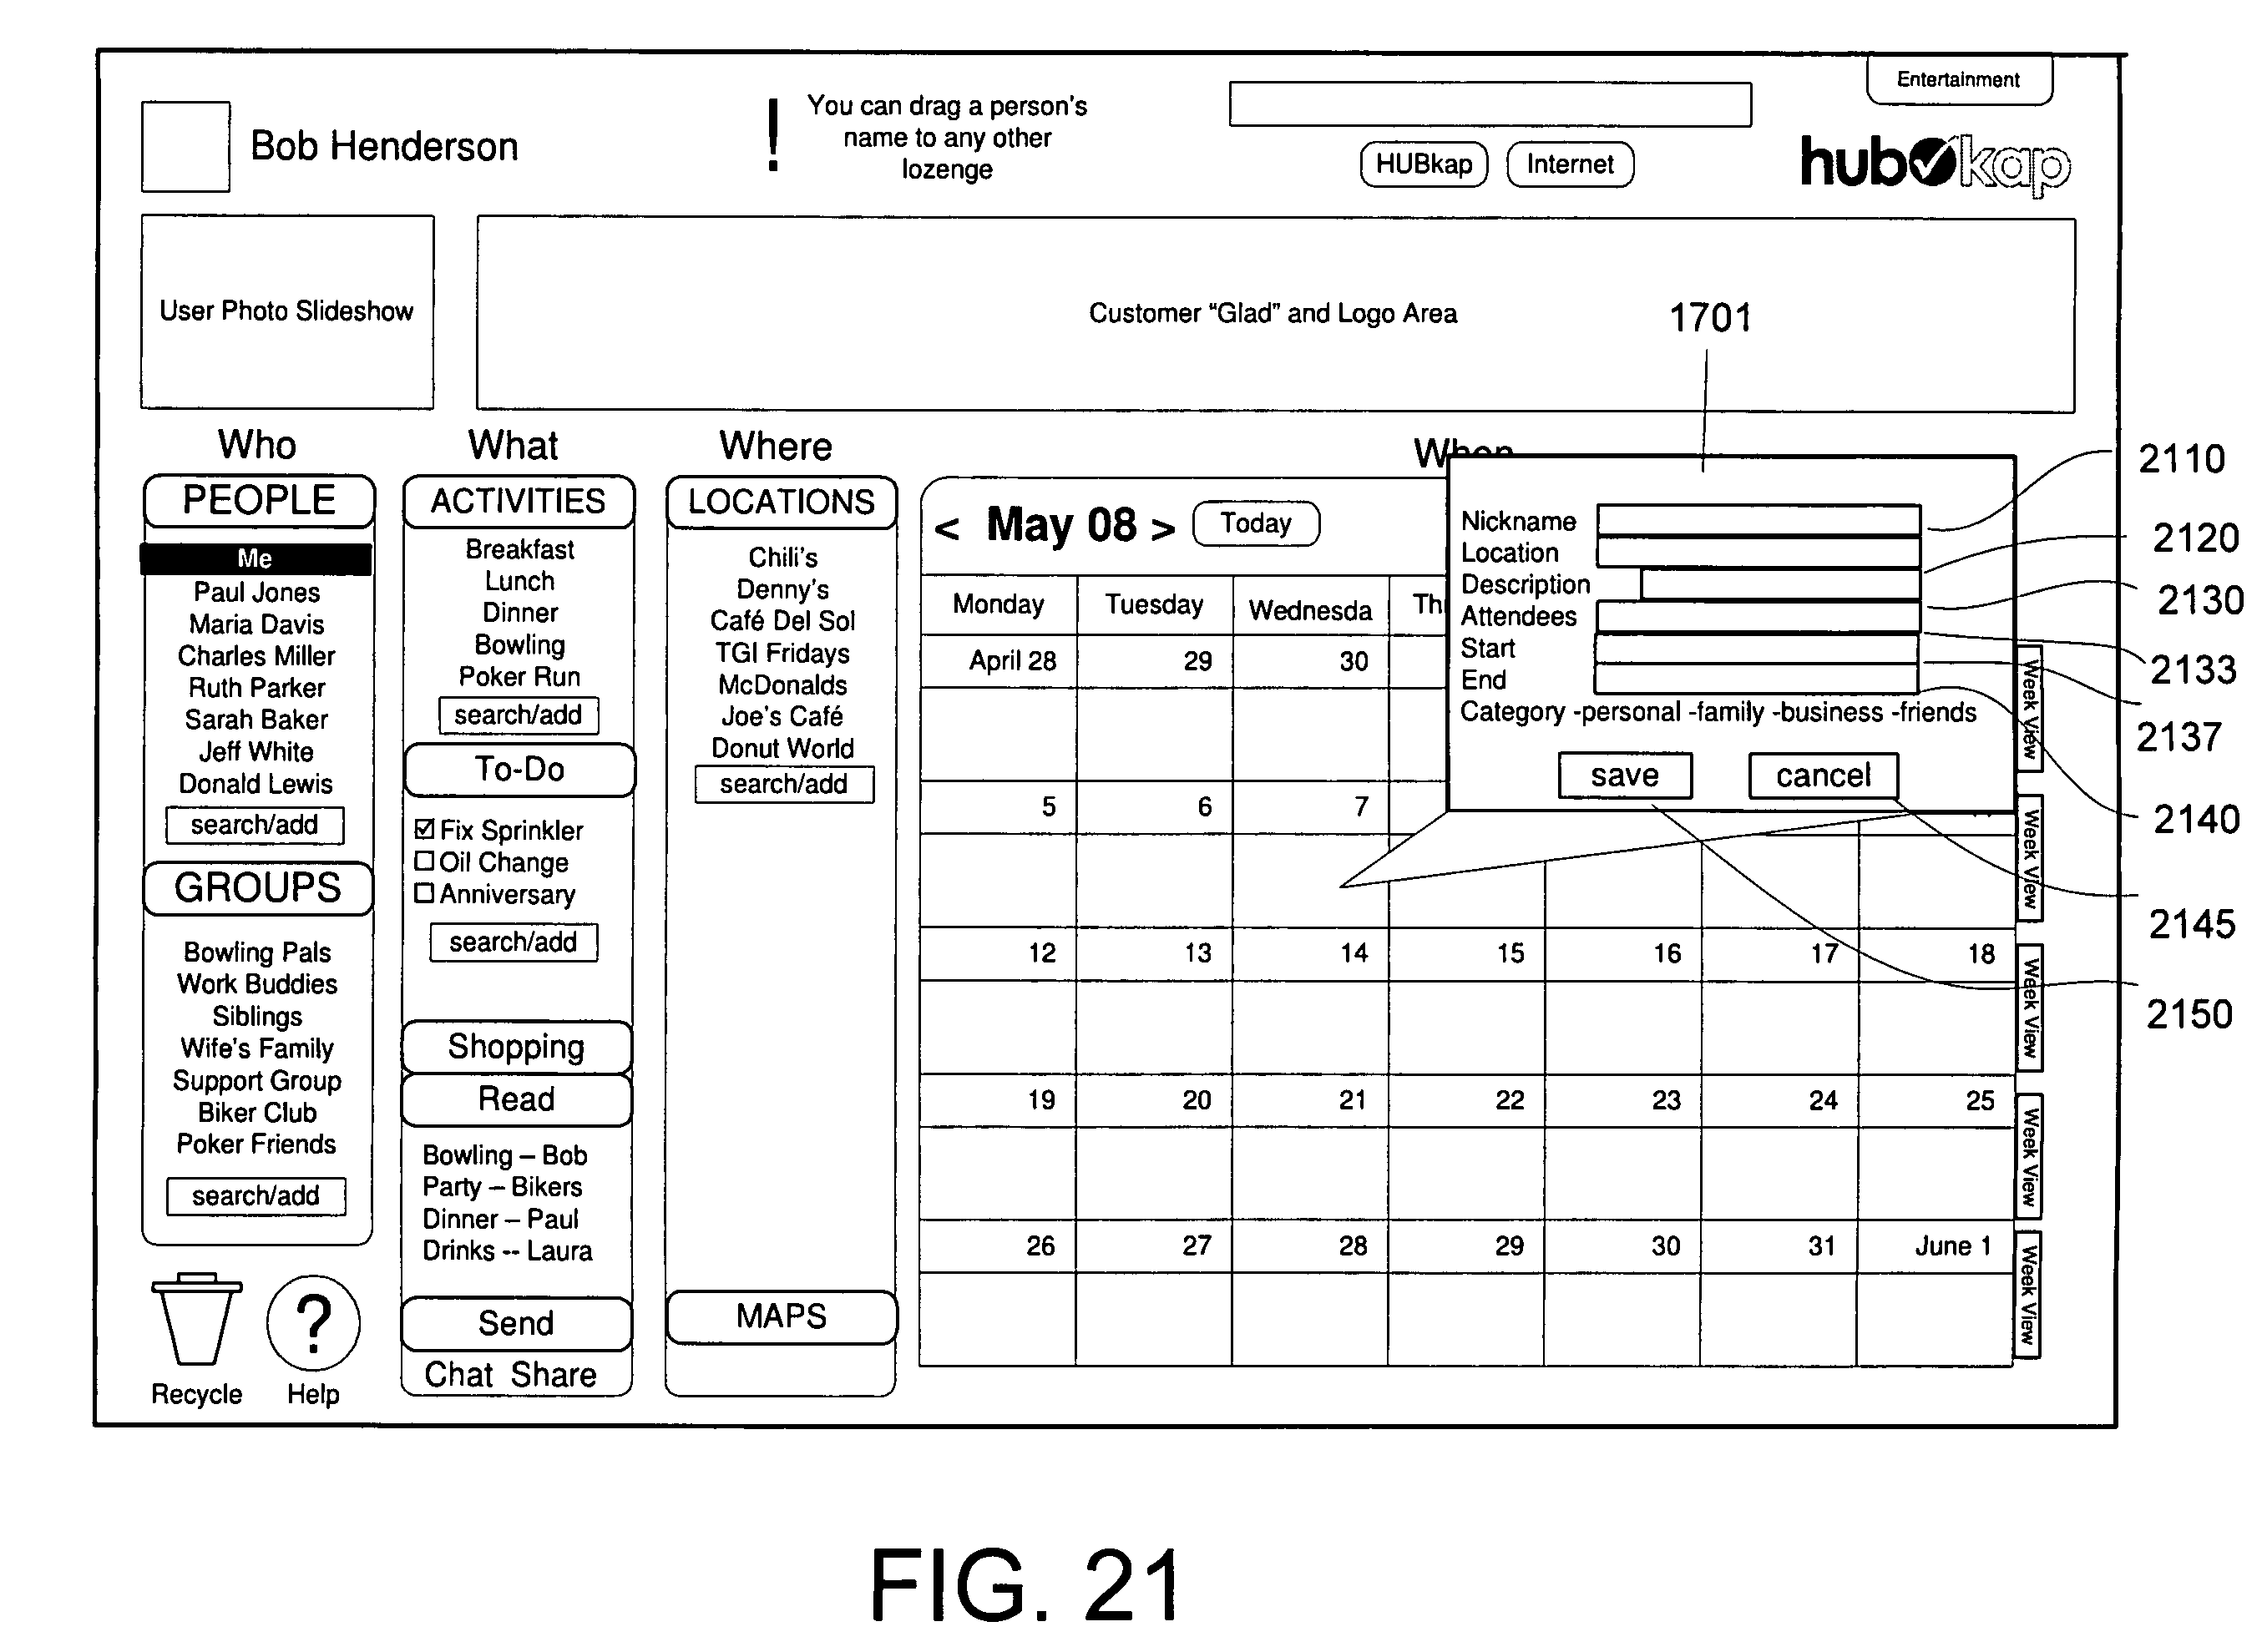 Entertainment
Bob Henderson
! You can drag a person's
name to any other
lozenge
HUBkap Internet
hubkap
User Photo Slideshow
Customer “Glad” and Logo Area
1701
Who
PEOPLE
Me
Paul Jones
Maria Davis
Charles Miller
Ruth Parker
Sarah Baker
Jeff White
Donald Lewis
search/add
GROUPS
Bowling Pals
Work Buddies
Siblings
Wife's Family
Support Group
Biker Club
Poker Friends
search/add
Recycle
? Help
What
ACTIVITIES
Breakfast
Lunch
Dinner
Bowling
Poker Run
search/add
To-Do
Fix Sprinkler
Oil Change
Anniversary
search/add
Shopping
Read
Bowling – Bob
Party – Bikers
Dinner – Paul
Drinks -- Laura
Send
Chat Share
Where
LOCATIONS
Chili's
Denny's
Café Del Sol
TGI Fridays
McDonalds
Joe's Café
Donut World
search/add
MAPS
When
< May 08 > Today
Monday Tuesday Wednesda Th
April 28 29 30
5 6 7
12 13 14 15 16 17 18
19 20 21 22 23 24 25
26 27 28 29 30 31 June 1
Week View
Week View
Week View
Week View
Week View
Nickname
Location
Description
Attendees
Start
End
Category -personal -family -business -friends
save cancel
2110
2120
2130
2133
2137
2140
2145
2150
FIG. 21